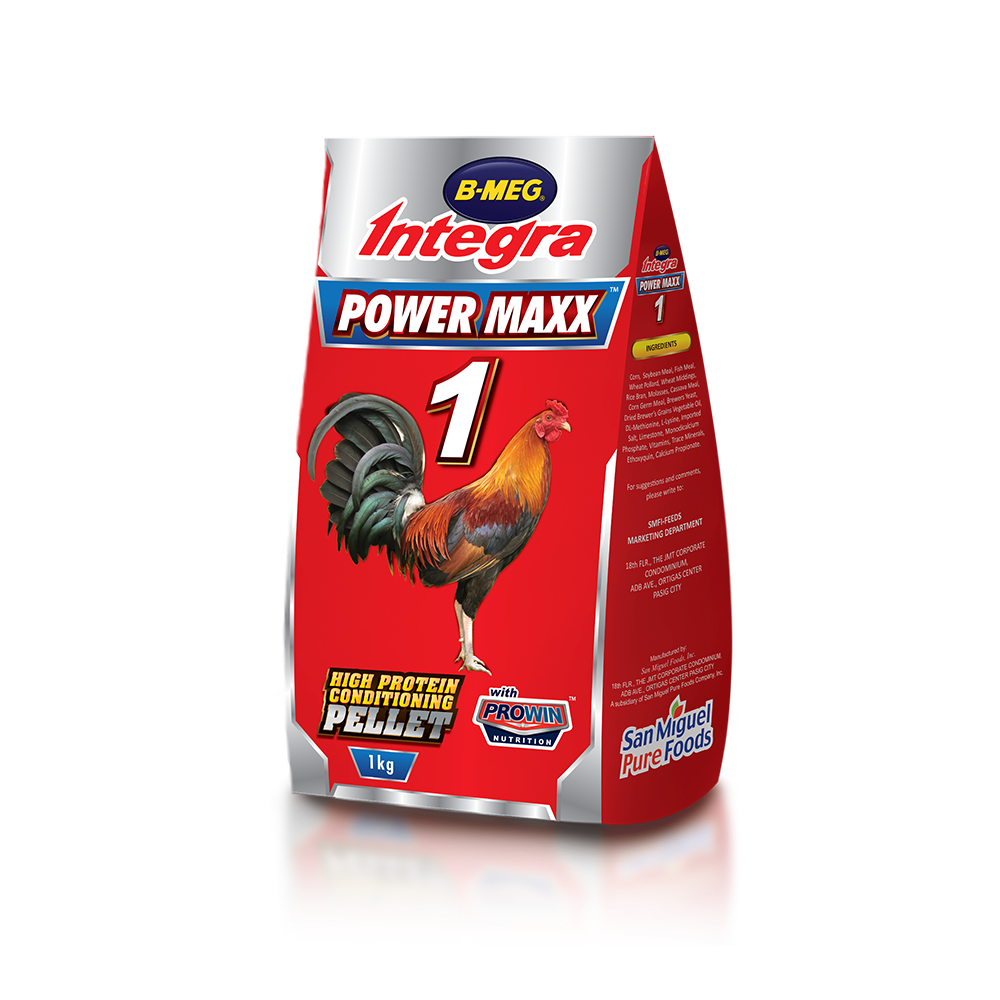 B-MEG®
Integra
POWER MAXX™
1
HIGH PROTEIN
CONDITIONING
PELLET
1kg
with
PROWIN™
NUTRITION
B-MEG
Integra
POWER MAXX
1
INGREDIENTS
Corn, Soybean Meal, Fish Meal,
Wheat Pollard, Wheat Middlings,
Rice Bran, Molasses, Cassava Meal,
Corn Germ Meal, Brewers Yeast,
Dried Brewer's Grains Vegetable Oil,
DL-Methionine, L-Lysine, Imported
Salt, Limestone, Monodicalcium
Phosphate, Vitamins, Trace Minerals,
Ethoxyquin, Calcium Propionate.
For suggestions and comments,
please write to:
SMFI-FEEDS
MARKETING DEPARTMENT
18th FLR., THE JMT CORPORATE
CONDOMINIUM,
ADB AVE., ORTIGAS CENTER
PASIG CITY
Manufactured by:
San Miguel Foods, Inc.
18th FLR., THE JMT CORPORATE CONDOMINIUM,
ADB AVE., ORTIGAS CENTER PASIG CITY
A subsidiary of San Miguel Pure Foods Company, Inc.
San Miguel
PureFoods